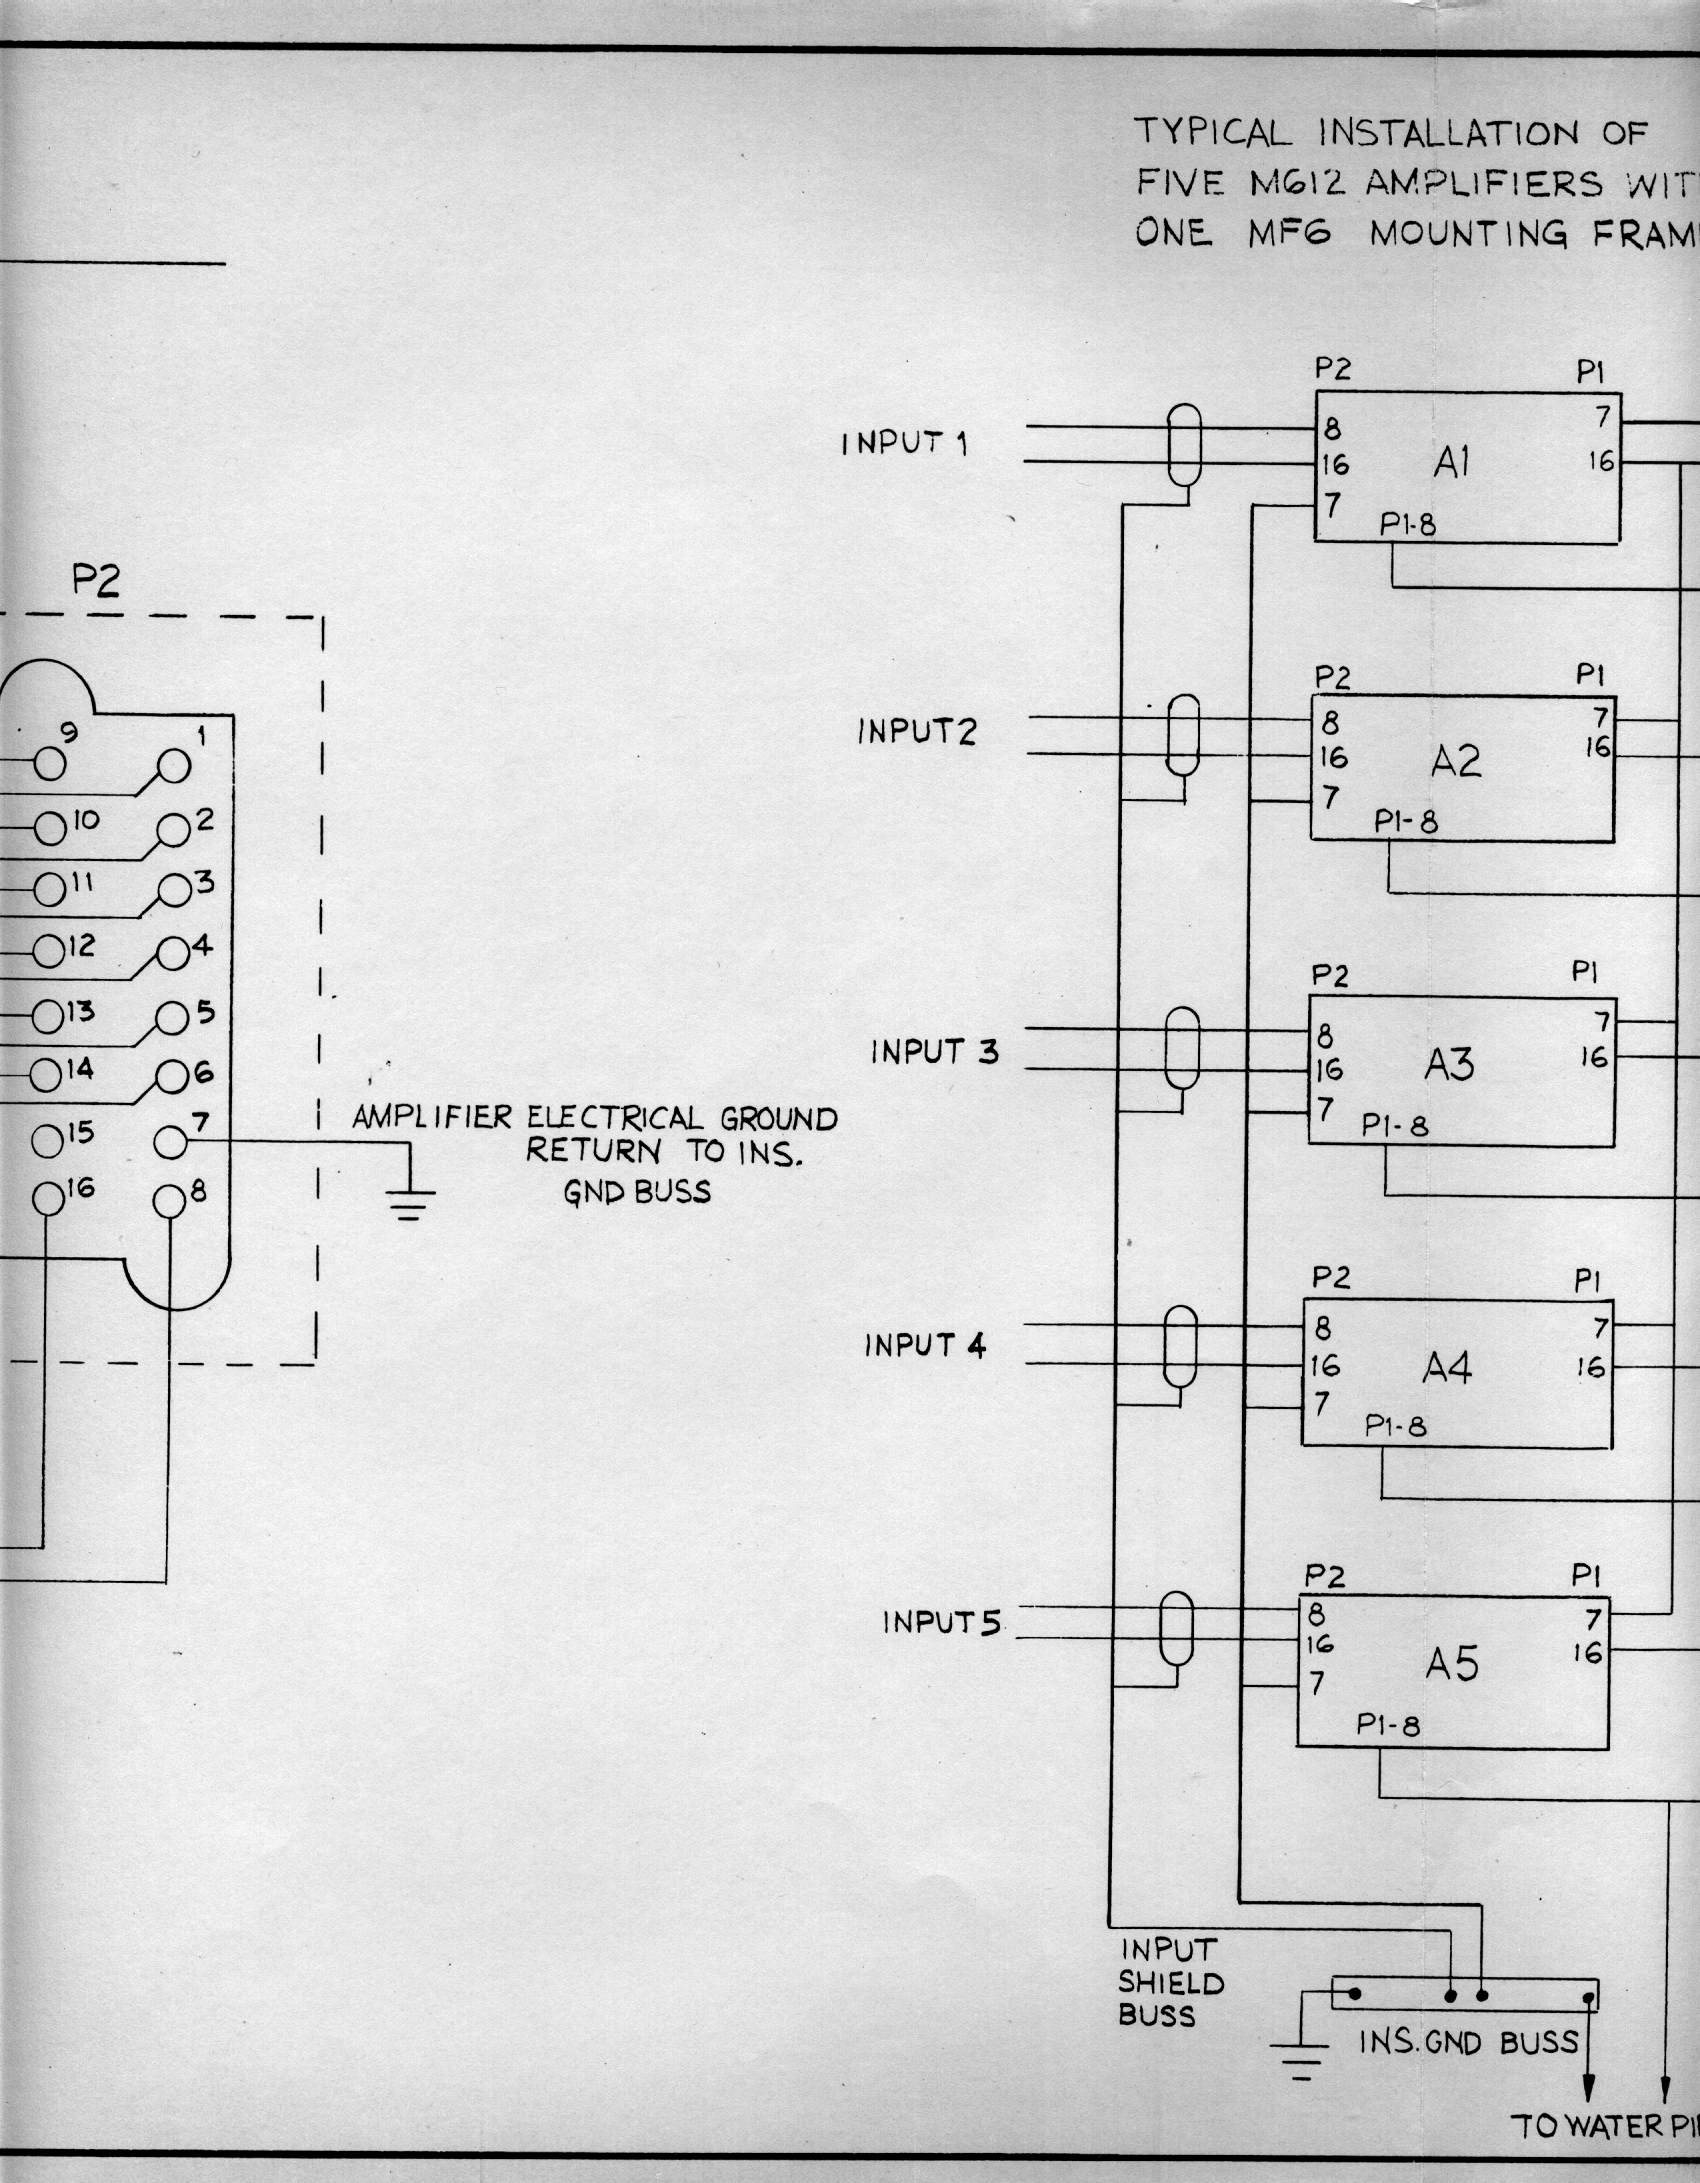 TYPICAL INSTALLATION OF
FIVE M612 AMPLIFIERS WIT
ONE MF6 MOUNTING FRAM
P2
9 1
10 2
11 3
12 4
13 5
14 6
15 7
16 8
AMPLIFIER ELECTRICAL GROUND
RETURN TO INS.
GND BUSS
INPUT 1
P2 P1
8 7
16 A1 16
7
P1-8
INPUT 2
P2 P1
8 7
16 A2 16
7
P1-8
INPUT 3
P2 P1
8 7
16 A3 16
7
P1-8
INPUT 4
P2 P1
8 7
16 A4 16
7
P1-8
INPUT 5
P2 P1
8 7
16 A5 16
7
P1-8
INPUT
SHIELD
BUSS
INS. GND BUSS
TO WATER PI